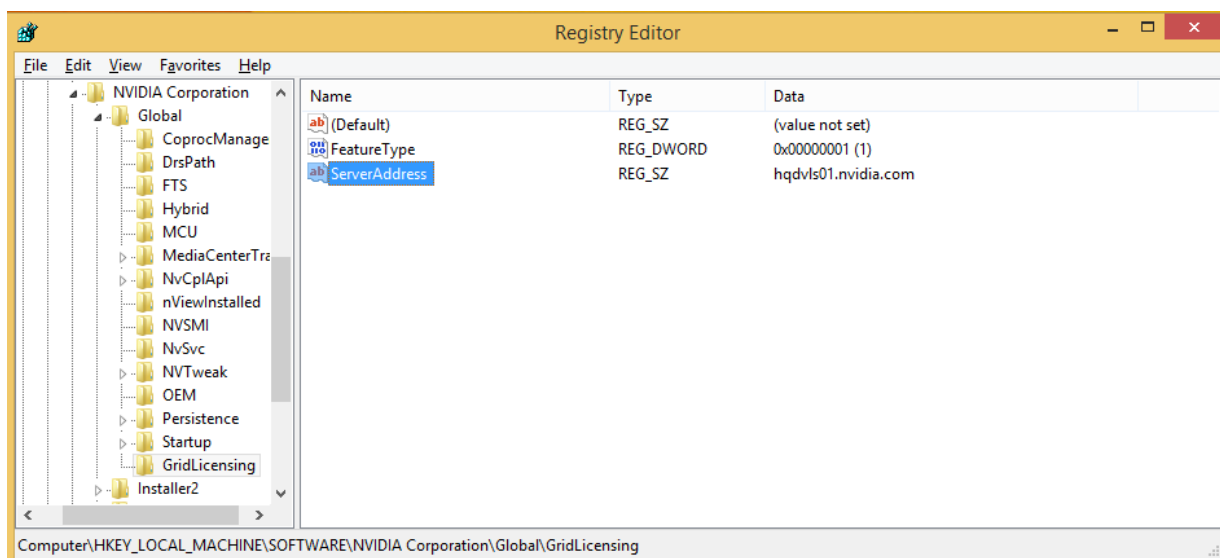 Registry Editor
File Edit View Favorites Help
NVIDIA Corporation
Global
CoprocManage
DrsPath
FTS
Hybrid
MCU
MediaCenterTra
NvCplApi
nViewInstalled
NVSMI
NvSvc
NVTweak
OEM
Persistence
Startup
GridLicensing
Installer2
Name Type Data
ab (Default) REG_SZ (value not set)
FeatureType REG_DWORD 0x00000001 (1)
ab ServerAddress REG_SZ hqdvls01.nvidia.com
Computer\HKEY_LOCAL_MACHINE\SOFTWARE\NVIDIA Corporation\Global\GridLicensing